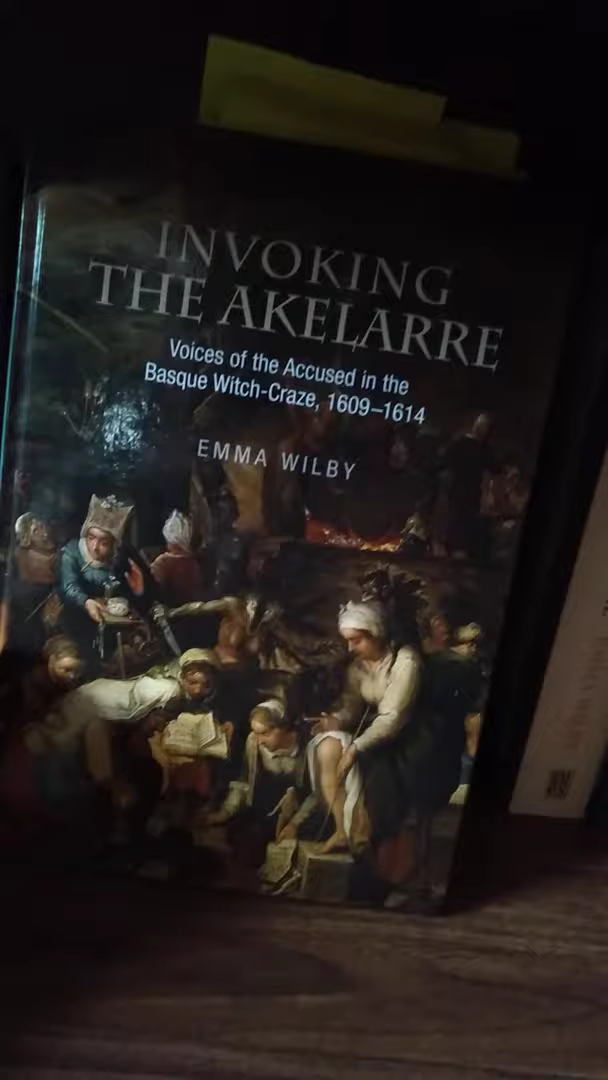 INVOKING
THE AKELARRE
Voices of the Accused in the
Basque Witch-Craze, 1609–1614
EMMA WILBY